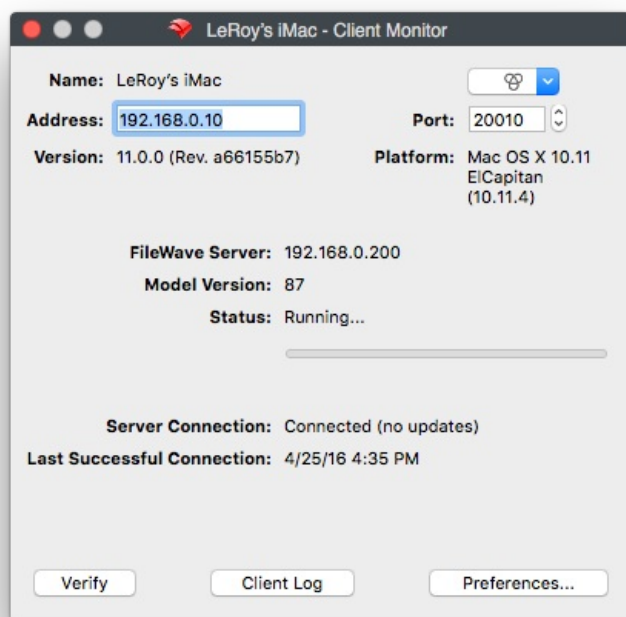 LeRoy's iMac - Client Monitor
Name: LeRoy's iMac
Address: 192.168.0.10 Port: 20010
Version: 11.0.0 (Rev. a66155b7) Platform: Mac OS X 10.11
ElCapitan
(10.11.4)
FileWave Server: 192.168.0.200
Model Version: 87
Status: Running...
Server Connection: Connected (no updates)
Last Successful Connection: 4/25/16 4:35 PM
Verify Client Log Preferences...